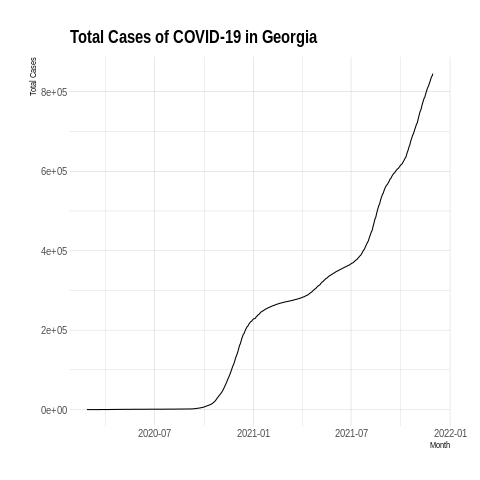 Total Cases of COVID-19 in Georgia
Total Cases
8e+05
6e+05
4e+05
2e+05
0e+00
2020-07 2021-01 2021-07 2022-01
Month